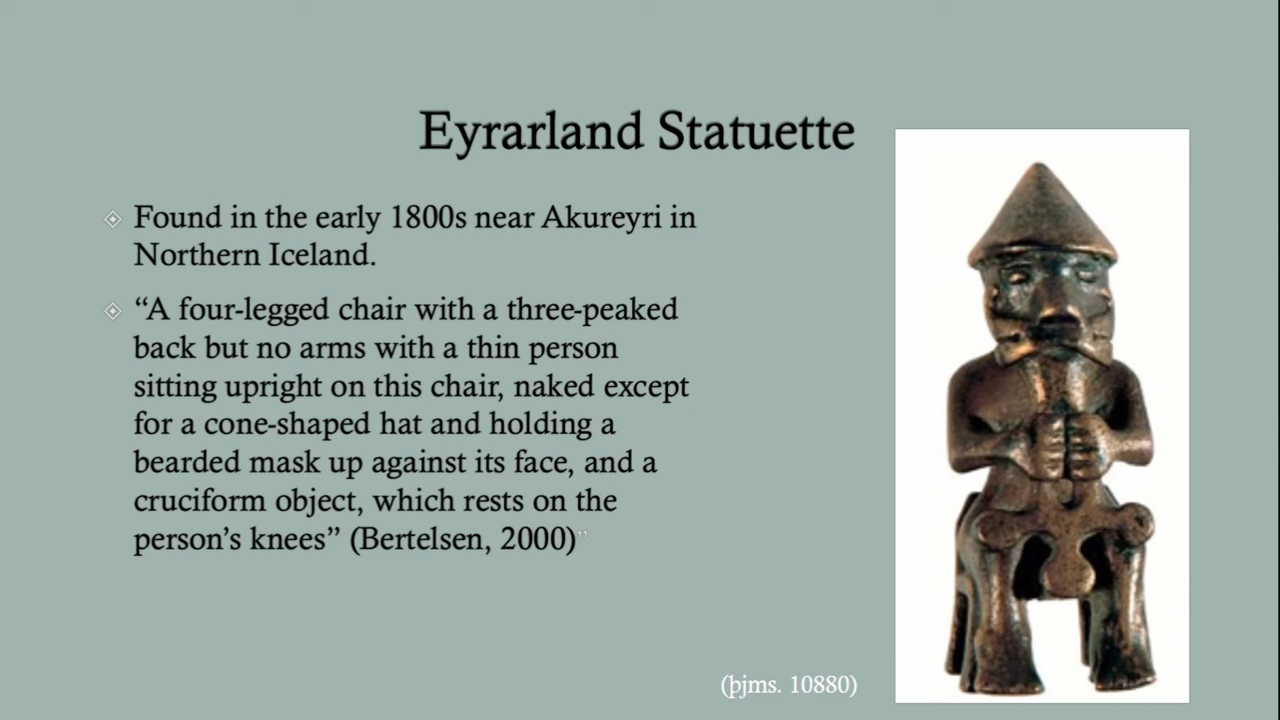 Eyrarland Statuette
Found in the early 1800s near Akureyri in
Northern Iceland.
“A four-legged chair with a three-peaked
back but no arms with a thin person
sitting upright on this chair, naked except
for a cone-shaped hat and holding a
bearded mask up against its face, and a
cruciform object, which rests on the
person’s knees” (Bertelsen, 2000)”
(þjms. 10880)